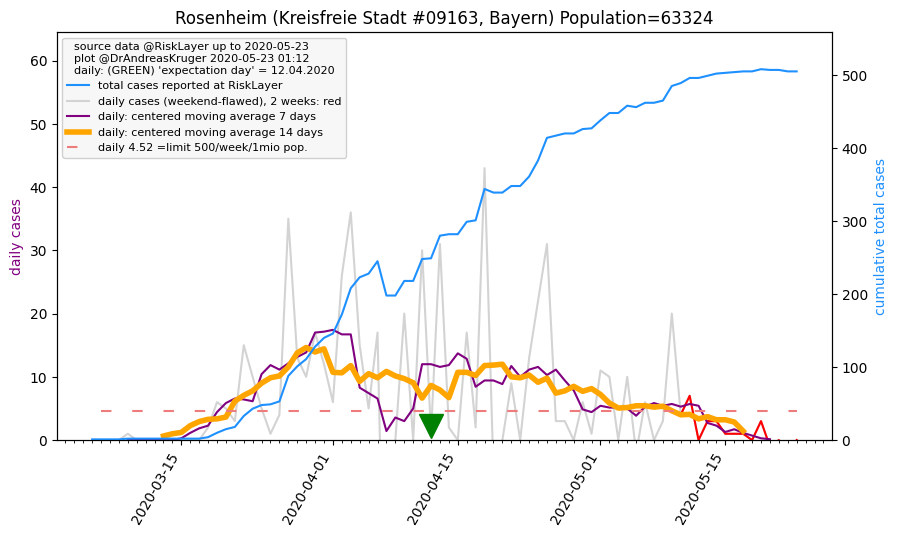 Rosenheim (Kreisfreie Stadt #09163, Bayern) Population=63324
source data @RiskLayer up to 2020-05-23
plot @DrAndreasKruger 2020-05-23 01:12
daily: (GREEN) 'expectation day' = 12.04.2020
total cases reported at RiskLayer
daily cases (weekend-flawed), 2 weeks: red
daily: centered moving average 7 days
daily: centered moving average 14 days
daily 4.52 =limit 500/week/1mio pop.
daily cases
60
50
40
30
20
10
0
cumulative total cases
500
400
300
200
100
0
2020-03-15
2020-04-01
2020-04-15
2020-05-01
2020-05-15